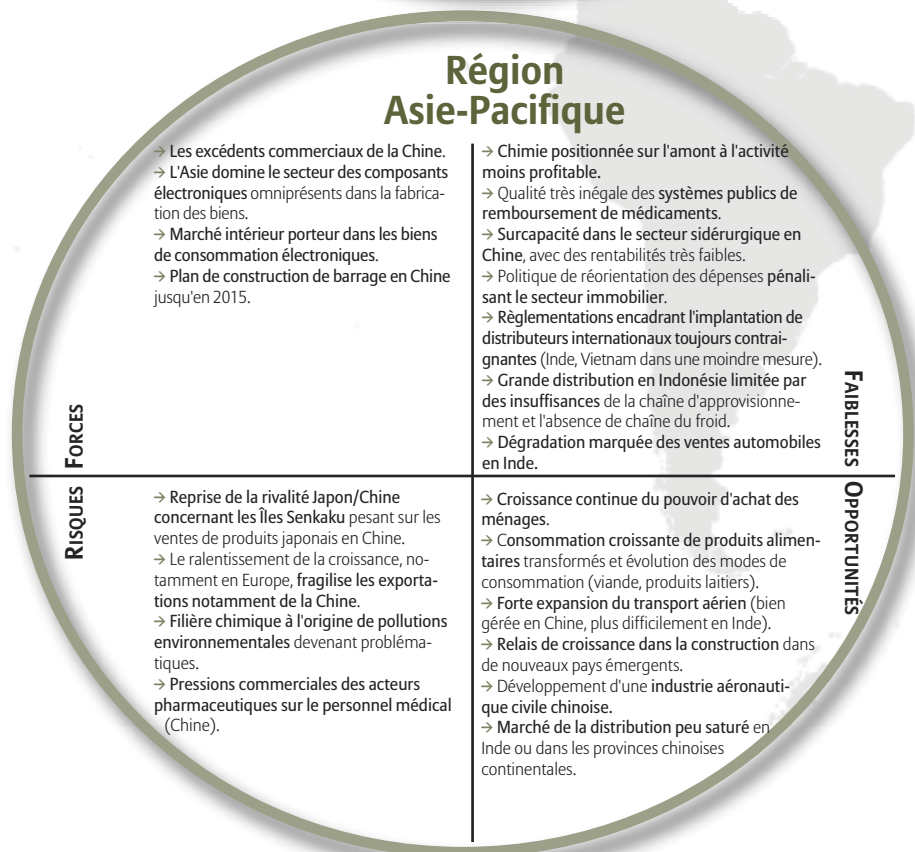 Région
Asie-Pacifique
→ Les excédents commerciaux de la Chine.
→ L'Asie domine le secteur des composants
électroniques omniprésents dans la fabrica-
tion des biens.
→ Marché intérieur porteur dans les biens
de consommation électroniques.
→ Plan de construction de barrage en Chine
jusqu'en 2015.
FORCES
→ Chimie positionnée sur l'amont à l'activité
moins profitable.
→ Qualité très inégale des systèmes publics de
remboursement de médicaments.
→ Surcapacité dans le secteur sidérurgique en
Chine, avec des rentabilités très faibles.
→ Politique de réorientation des dépenses pénali-
sant le secteur immobilier.
→ Règlementations encadrant l'implantation de
distributeurs internationaux toujours contrai-
gnantes (Inde, Vietnam dans une moindre mesure).
→ Grande distribution en Indonésie limitée par
des insuffisances de la chaîne d'approvisionne-
ment et l'absence de chaîne du froid.
→ Dégradation marquée des ventes automobiles
en Inde.
FAIBLESSES
RISQUES
→ Reprise de la rivalité Japon/Chine
concernant les Îles Senkaku pesant sur les
ventes de produits japonais en Chine.
→ Le ralentissement de la croissance, no-
tamment en Europe, fragilise les exporta-
tions notamment de la Chine.
→ Filière chimique à l'origine de pollutions
environnementales devenant probléma-
tiques.
→ Pressions commerciales des acteurs
pharmaceutiques sur le personnel médical
(Chine).
→ Croissance continue du pouvoir d'achat des
ménages.
→ Consommation croissante de produits alimen-
taires transformés et évolution des modes de
consommation (viande, produits laitiers).
→ Forte expansion du transport aérien (bien
gérée en Chine, plus difficilement en Inde).
→ Relais de croissance dans la construction dans
de nouveaux pays émergents.
→ Développement d'une industrie aéronauti-
que civile chinoise.
→ Marché de la distribution peu saturé en
Inde ou dans les provinces chinoises
continentales.
OPPORTUNITÉS